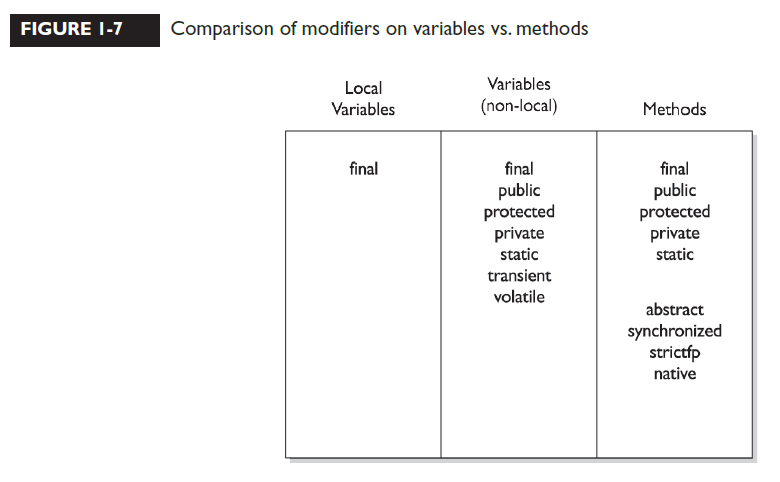 FIGURE 1-7 Comparison of modifiers on variables vs. methods
Local
Variables
Variables
(non-local)
Methods
final
final
public
protected
private
static
transient
volatile
final
public
protected
private
static
abstract
synchronized
strictfp
native